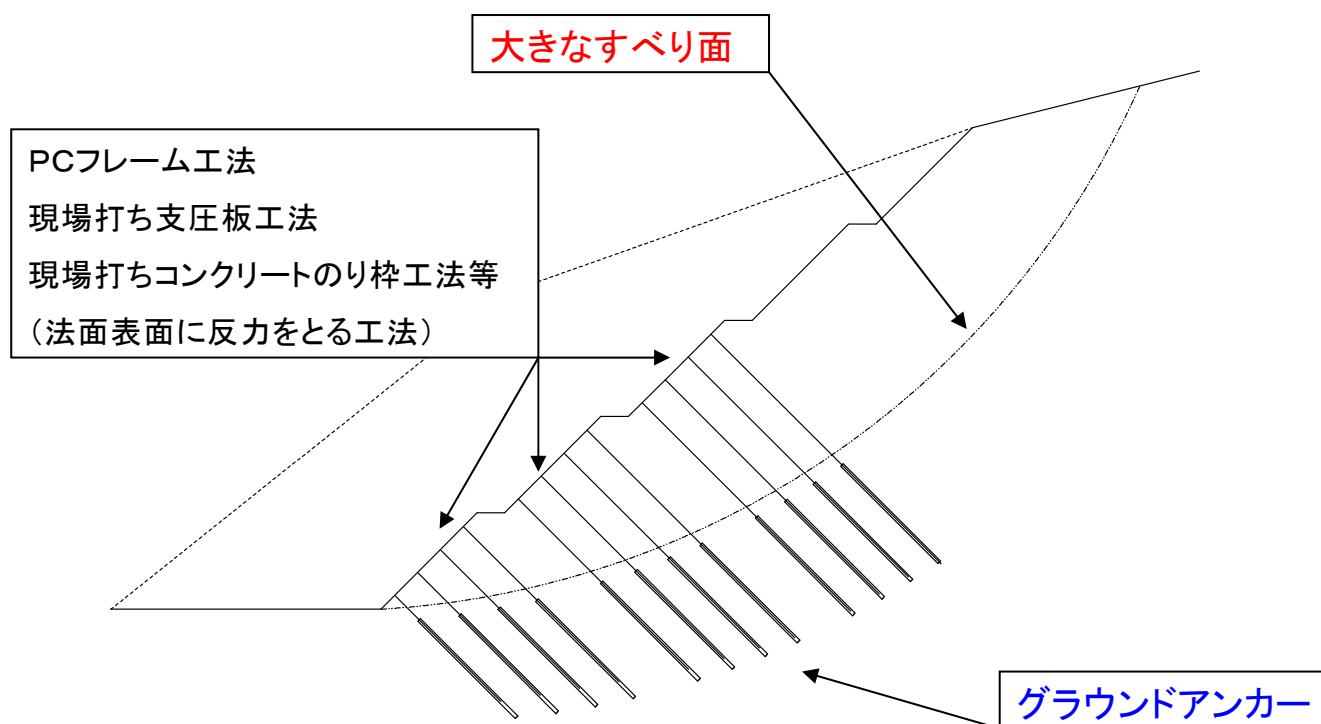 大きなすべり面
PCフレーム工法
現場打ち支圧板工法
現場打ちコンクリートのり枠工法等
（法面表面に反力をとる工法）
グラウンドアンカー